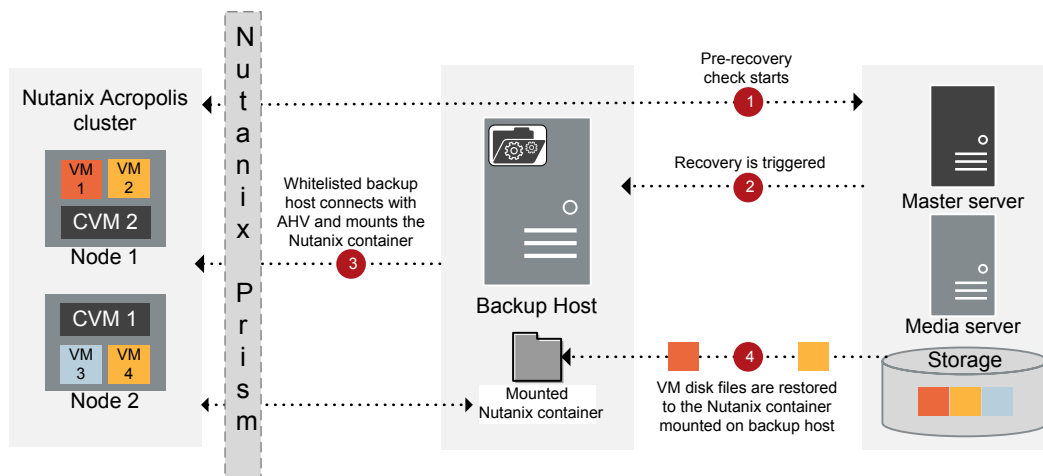 Nutanix Acropolis
cluster
VM
1
VM
2
CVM 2
Node 1
CVM 1
VM
3
VM
4
Node 2
Nutanix Prism
Pre-recovery
check starts
1
Recovery is triggered
2
Whitelisted backup
host connects with
AHV and mounts the
Nutanix container
3
Backup Host
Mounted
Nutanix container
4
VM disk files are restored
to the Nutanix container
mounted on backup host
Master server
Media server
Storage